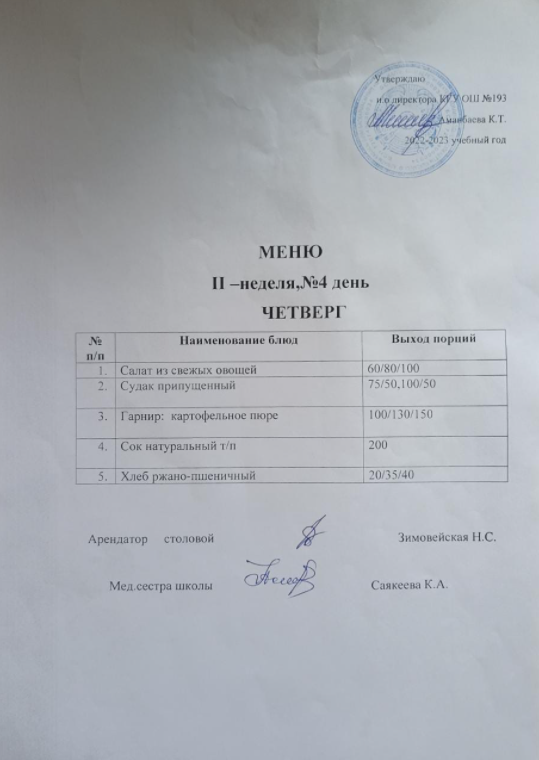 Утверждаю
и о директора КГУ ОШ №193
Аманбаева К.Т.
2022-2023 учебный год
МЕНЮ
II –неделя,№4 день
ЧЕТВЕРГ
№ п/п Наименование блюд Выход порций
1. Салат из свежых овощей 60/80/100
2. Судак припущенный 75/50,100/50
3. Гарнир: картофельное пюре 100/130/150
4. Сок натуральный т/п 200
5. Хлеб ржано-пшеничный 20/35/40
Арендатор столовой Зимовейская Н.С.
Мед.сестра школы Саякеева К.А.